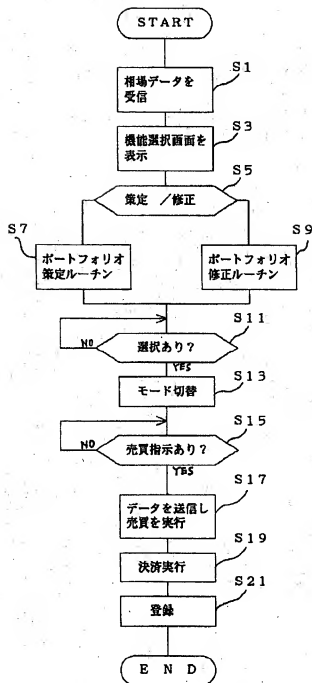 START
相場データを
受信
S1
機能選択画面を
表示
S3
策定 /修正
S5
S7
ポートフォリオ
策定ルーチン
S9
ポートフォリオ
修正ルーチン
選択あり?
S11
NO
YES
モード切替
S13
売買指示あり?
S15
NO
YES
データを送信し
売買を実行
S17
決済実行
S19
登録
S21
END